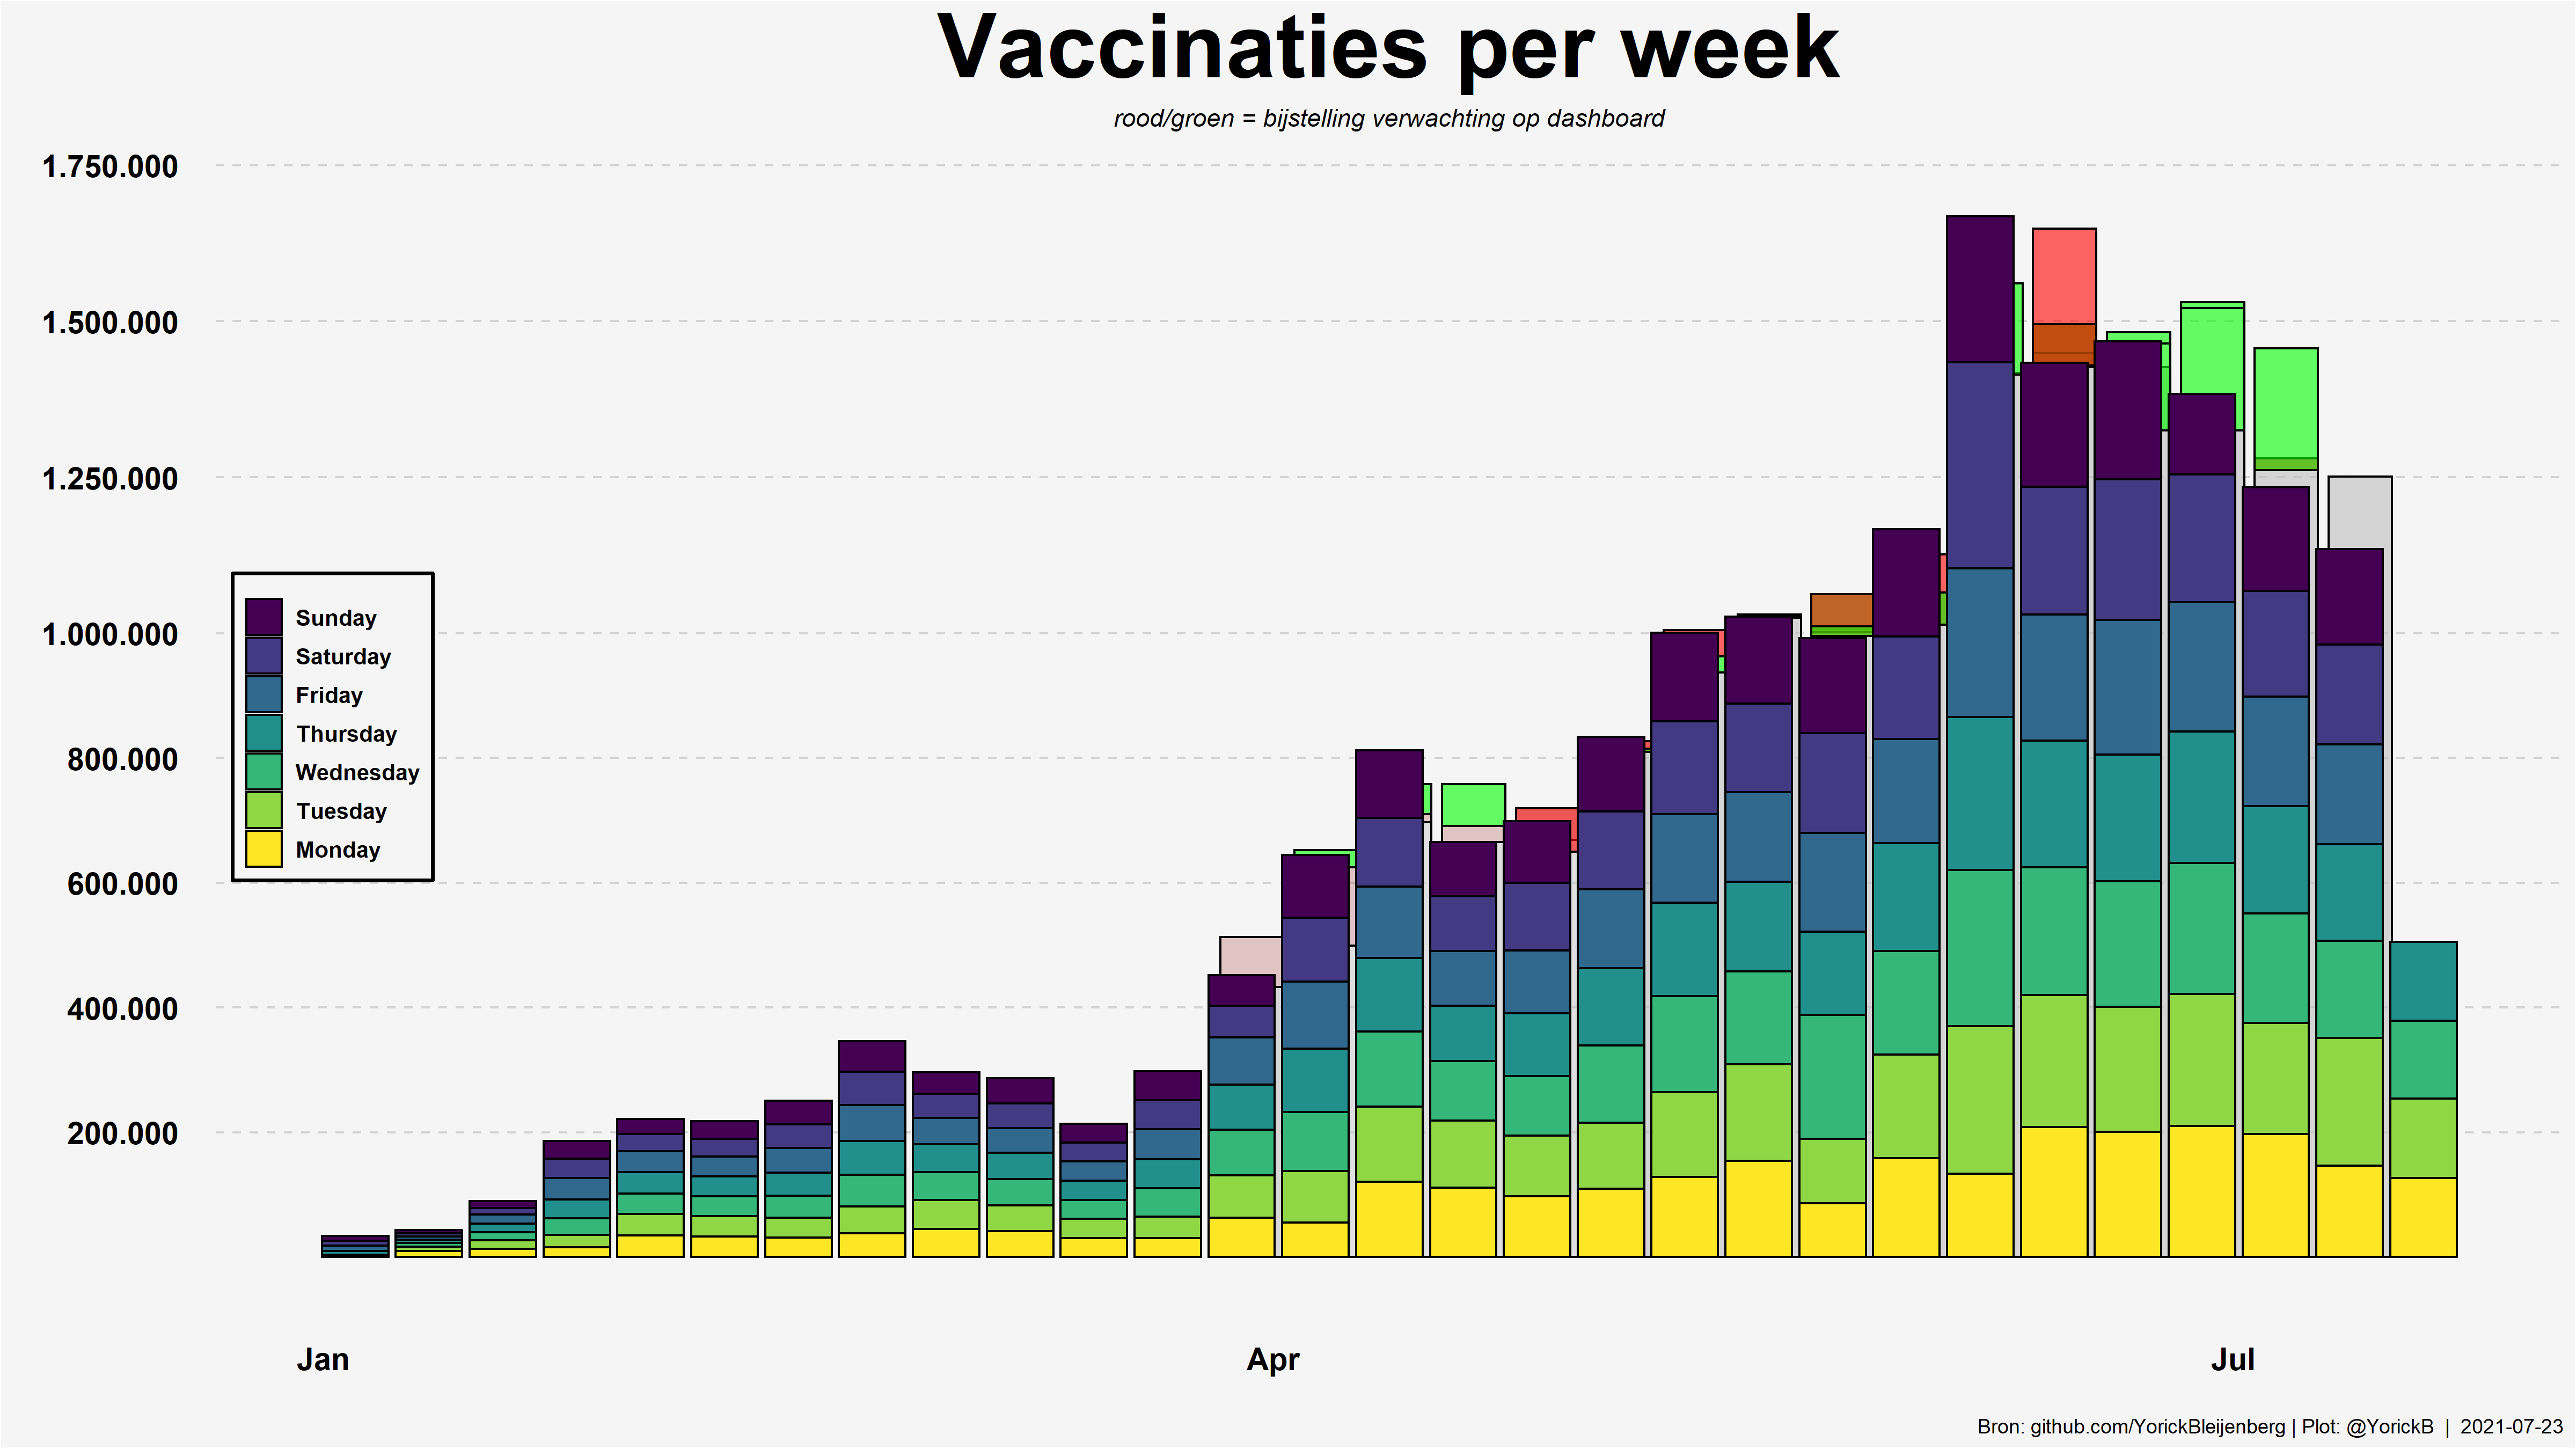 Vaccinaties per week
rood/groen = bijstelling verwachting op dashboard
1.750.000
1.500.000
1.250.000
1.000.000
800.000
600.000
400.000
200.000
Sunday
Saturday
Friday
Thursday
Wednesday
Tuesday
Monday
Jan
Apr
Jul
Bron: github.com/YorickBleijenberg | Plot: @YorickB | 2021-07-23